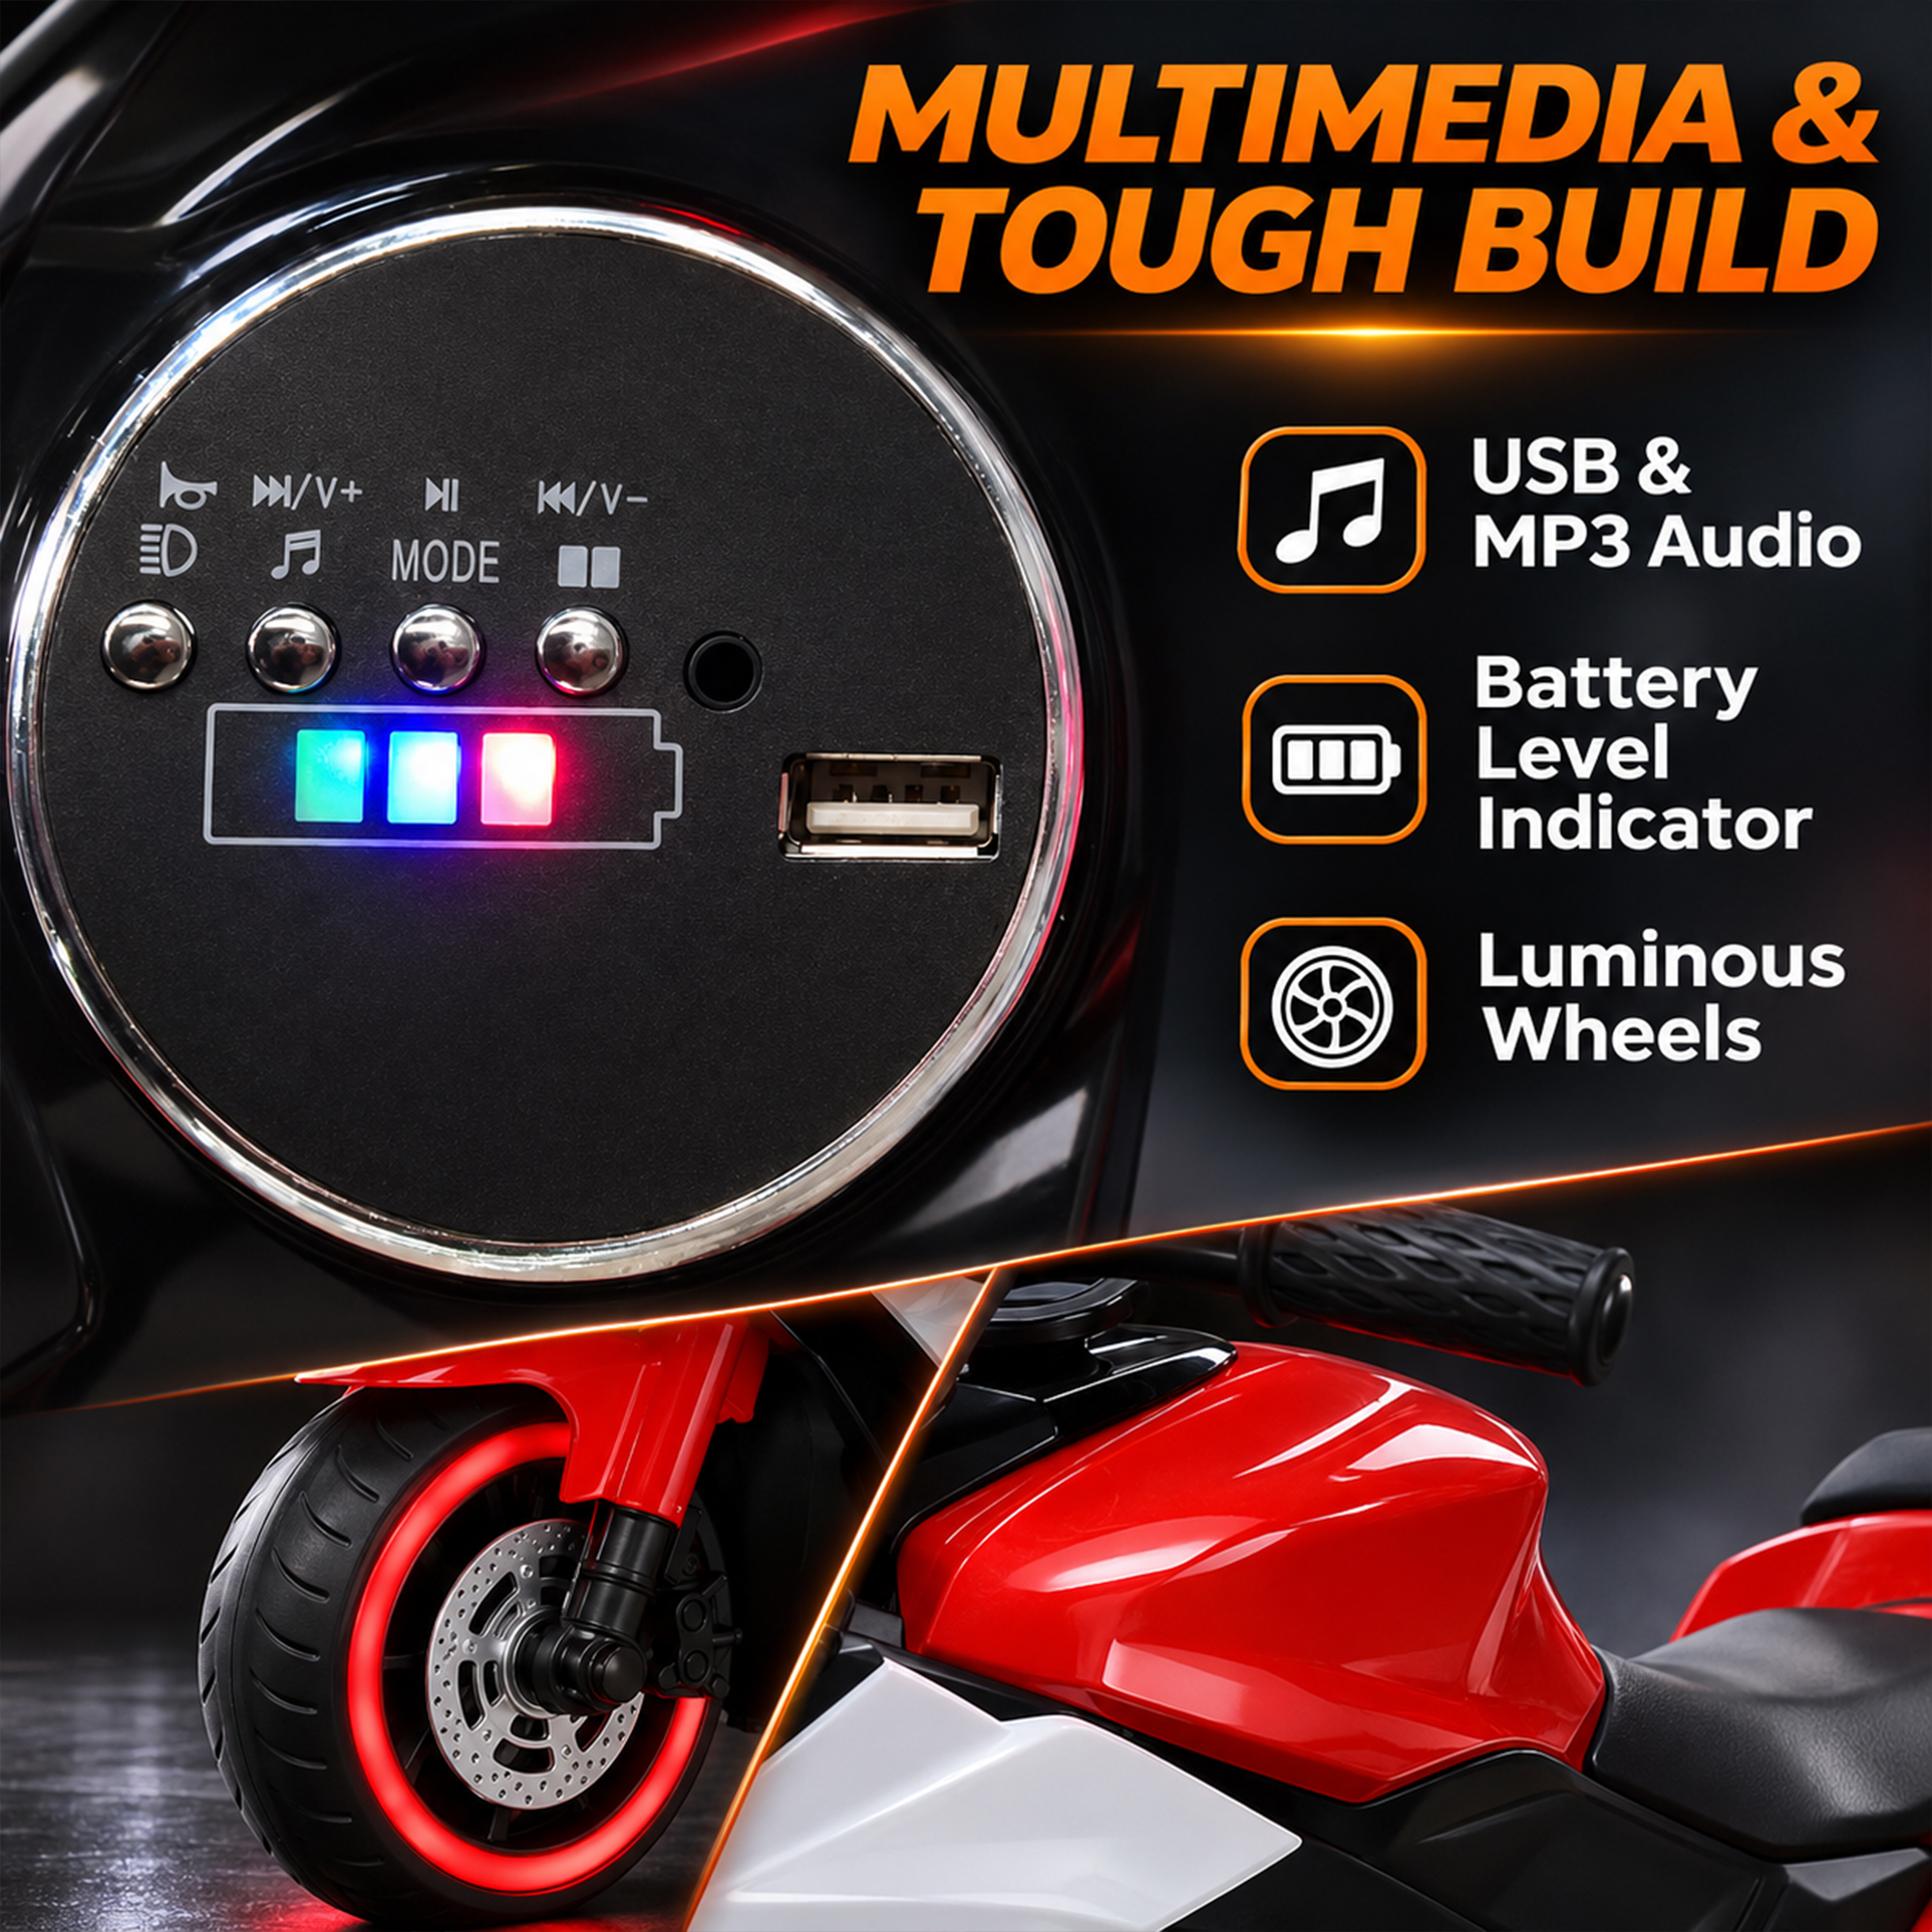 MULTIMEDIA &
TOUGH BUILD
USB &
MP3 Audio
Battery
Level
Indicator
Luminous
Wheels
/V+
/V-
MODE